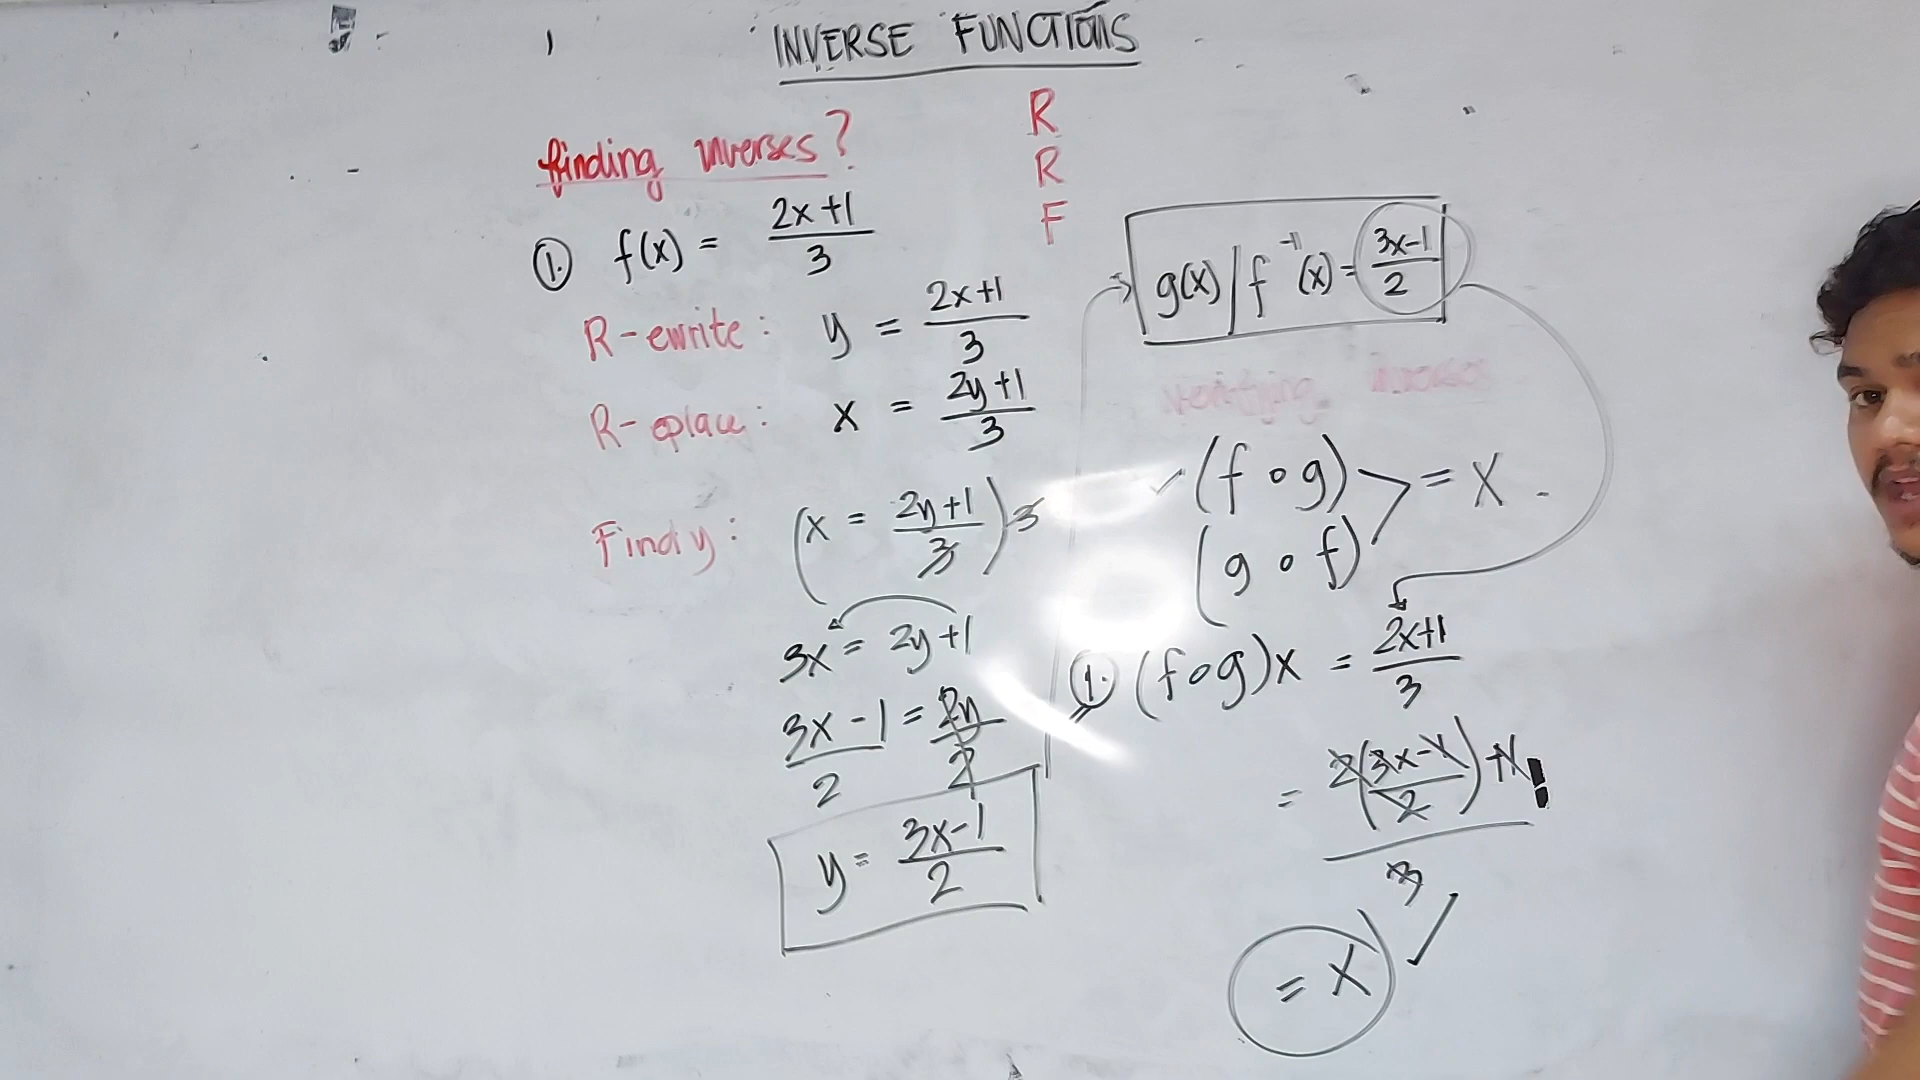 INVERSE FUNCTIONS
finding inverses?
R
R
F
① f(x) = 2x+1/3
R-ewrite: y = 2x+1/3
R-eplace: x = 2y+1/3
Find y: (x = 2y+1/3)3
3x = 2y+1
3x-1/2 = 2y/2
y = 3x-1/2
g(x)/f⁻¹(x) = 3x-1/2
verifying inverses
(f∘g)
(g∘f) > = x
① (f∘g)x = 2x+1/3
= 2(3x-1/2)+1/3
= x